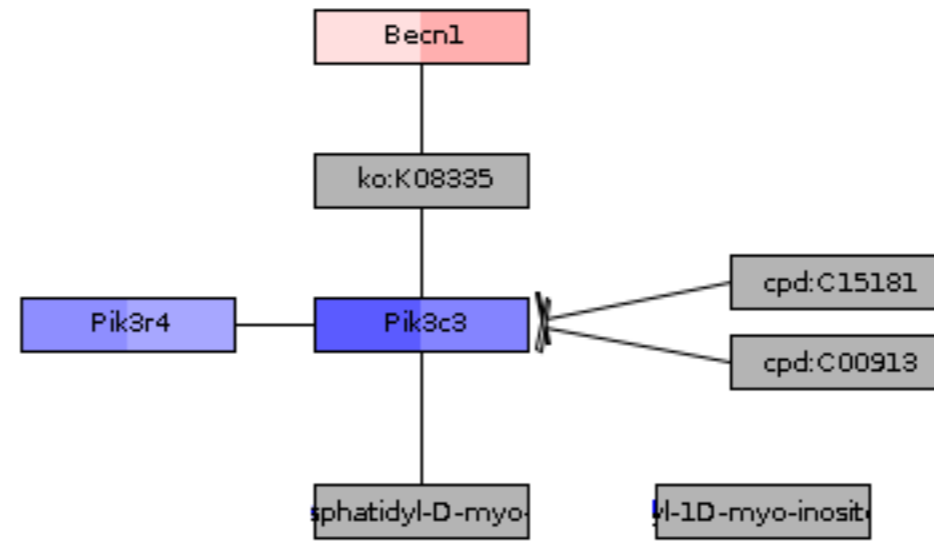 Becn1
ko:K08335
cpd:C15181
Pik3r4
Pik3c3
cpd:C00913
sphatidyl-D-myo-
yl-1D-myo-inosit